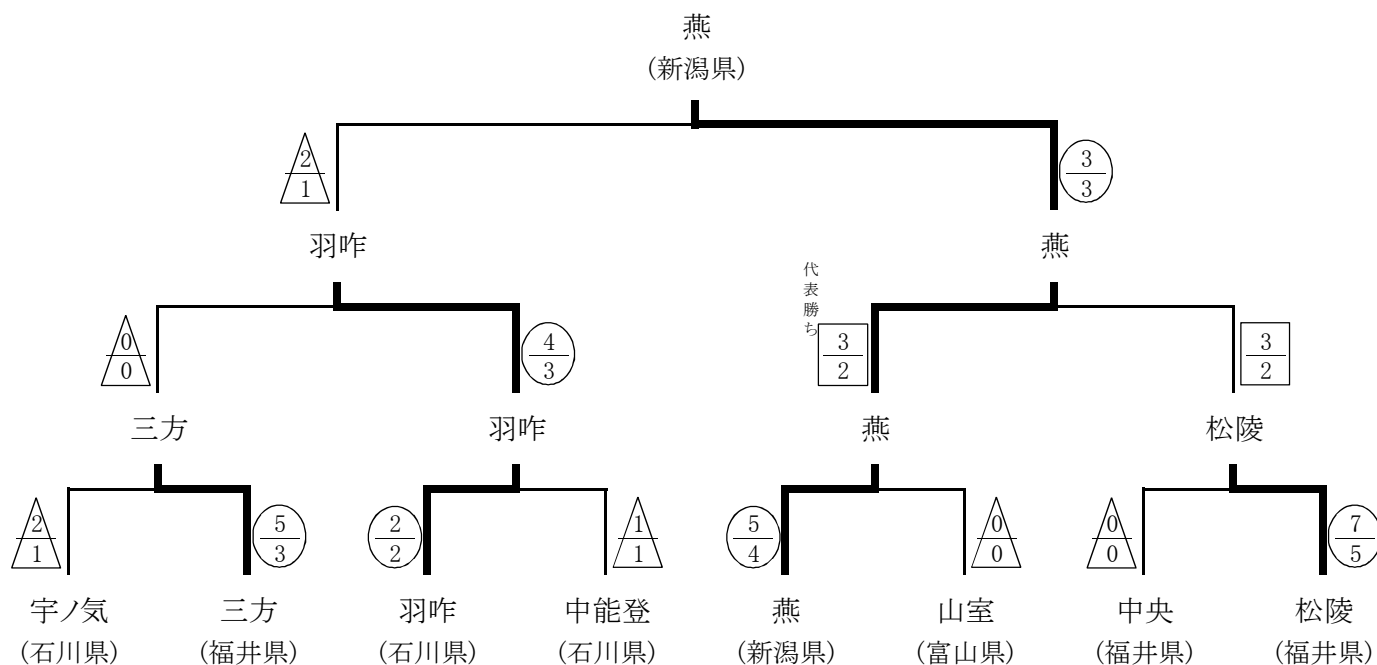 燕
(新潟県)
2
1
3
3
羽咋
燕
代表勝ち
0
0
4
3
3
2
3
2
三方
羽咋
燕
松陵
2
1
5
3
2
2
1
1
5
4
0
0
0
0
7
5
宇ノ気
三方
羽咋
中能登
燕
山室
中央
松陵
(石川県)
(福井県)
(石川県)
(石川県)
(新潟県)
(富山県)
(福井県)
(福井県)